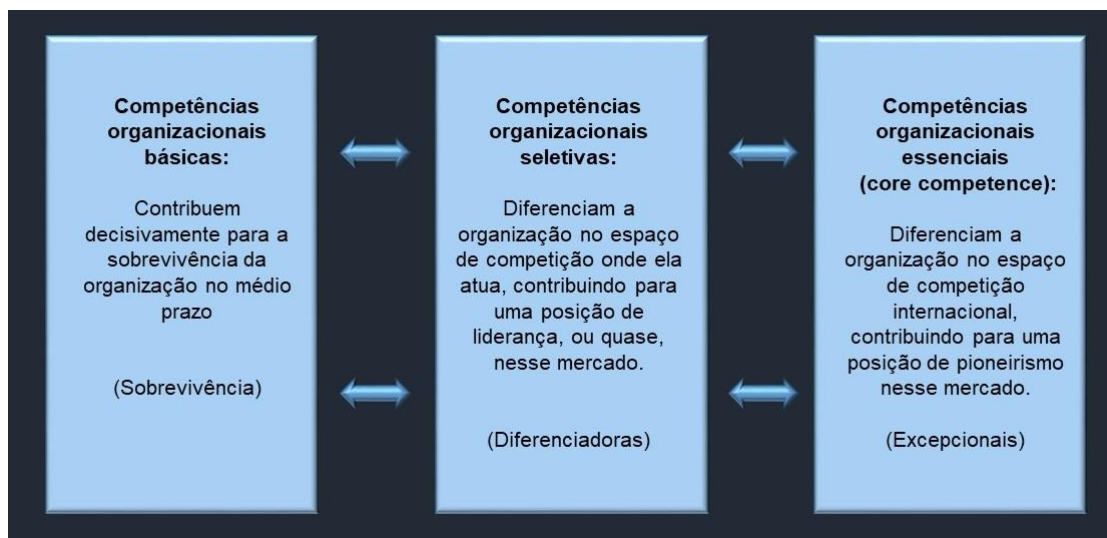 Competências
organizacionais
básicas:
Contribuem
decisivamente para a
sobrevivência da
organização no médio
prazo
(Sobrevivência)
Competências
organizacionais
seletivas:
Diferenciam a
organização no espaço
de competição onde ela
atua, contribuindo para
uma posição de
liderança, ou quase,
nesse mercado.
(Diferenciadoras)
Competências
organizacionais
essenciais
(core competence):
Diferenciam a
organização no espaço
de competição
internacional,
contribuindo para uma
posição de pioneirismo
nesse mercado.
(Excepcionais)